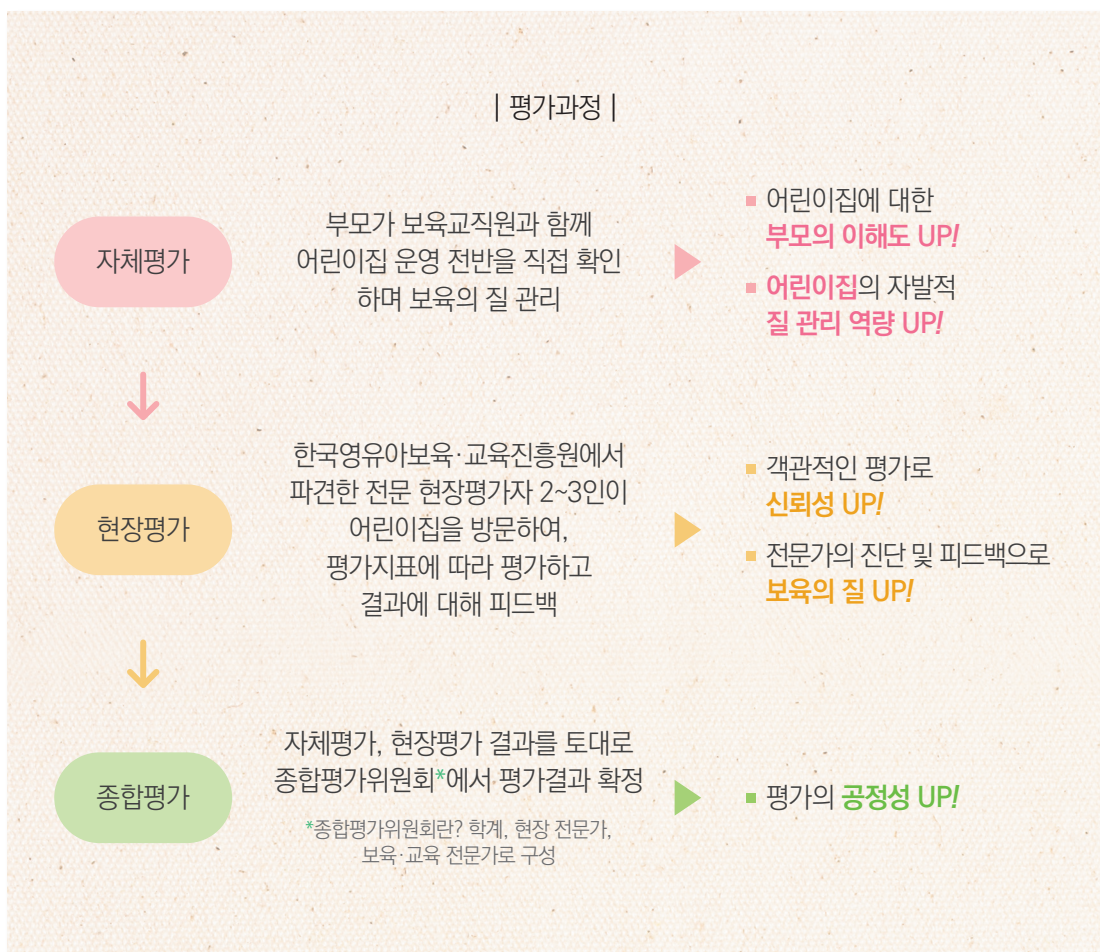 | 평가과정 |
자체평가
부모가 보육교직원과 함께
어린이집 운영 전반을 직접 확인
하며 보육의 질 관리
▪ 어린이집에 대한
부모의 이해도 UP!
▪ 어린이집의 자발적
질 관리 역량 UP!
현장평가
한국영유아보육·교육진흥원에서
파견한 전문 현장평가자 2~3인이
어린이집을 방문하여,
평가지표에 따라 평가하고
결과에 대해 피드백
▪ 객관적인 평가로
신뢰성 UP!
▪ 전문가의 진단 및 피드백으로
보육의 질 UP!
종합평가
자체평가, 현장평가 결과를 토대로
종합평가위원회*에서 평가결과 확정
*종합평가위원회란? 학계, 현장 전문가,
보육·교육 전문가로 구성
▪ 평가의 공정성 UP!